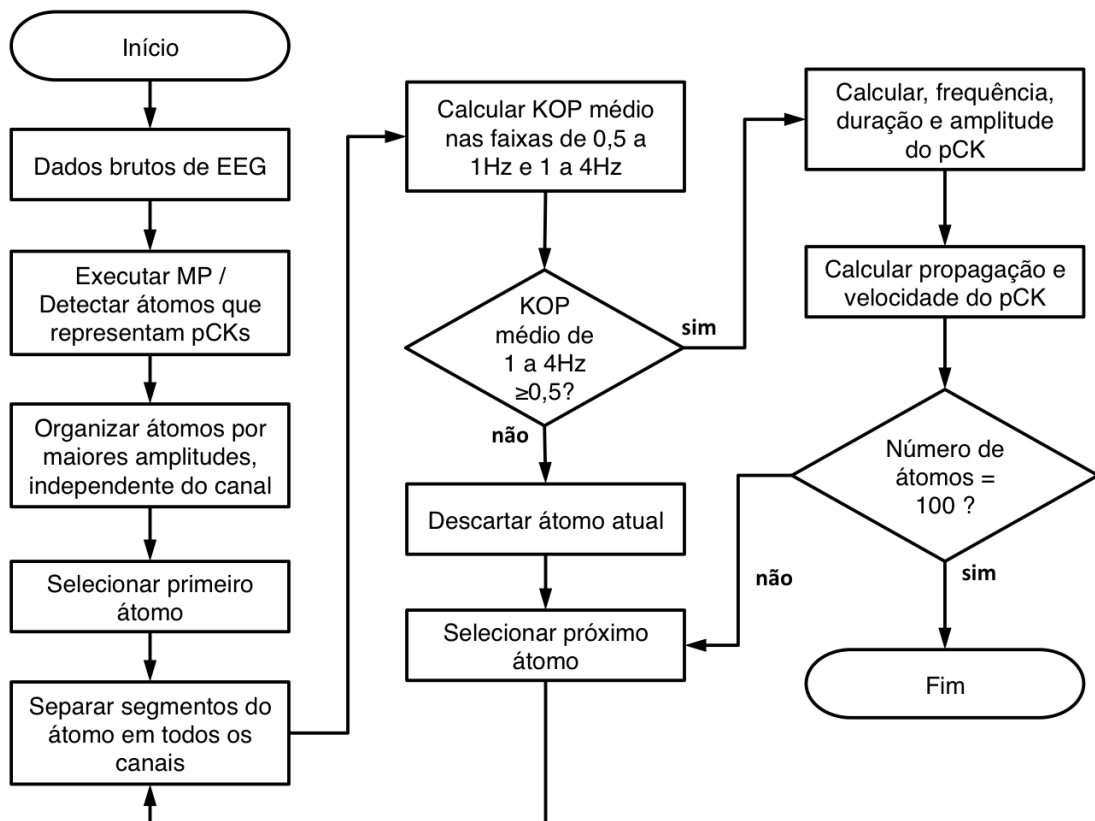 Início
Dados brutos de EEG
Executar MP /
Detectar átomos que
representam pCKs
Organizar átomos por
maiores amplitudes,
independente do canal
Selecionar primeiro
átomo
Separar segmentos do
átomo em todos os
canais
Calcular KOP médio
nas faixas de 0,5 a
1Hz e 1 a 4Hz
KOP
médio de
1 a 4Hz
≥0,5?
sim
não
Descartar átomo atual
Selecionar próximo
átomo
Calcular, frequência,
duração e amplitude
do pCK
Calcular propagação e
velocidade do pCK
Número de
átomos =
100 ?
não
sim
Fim